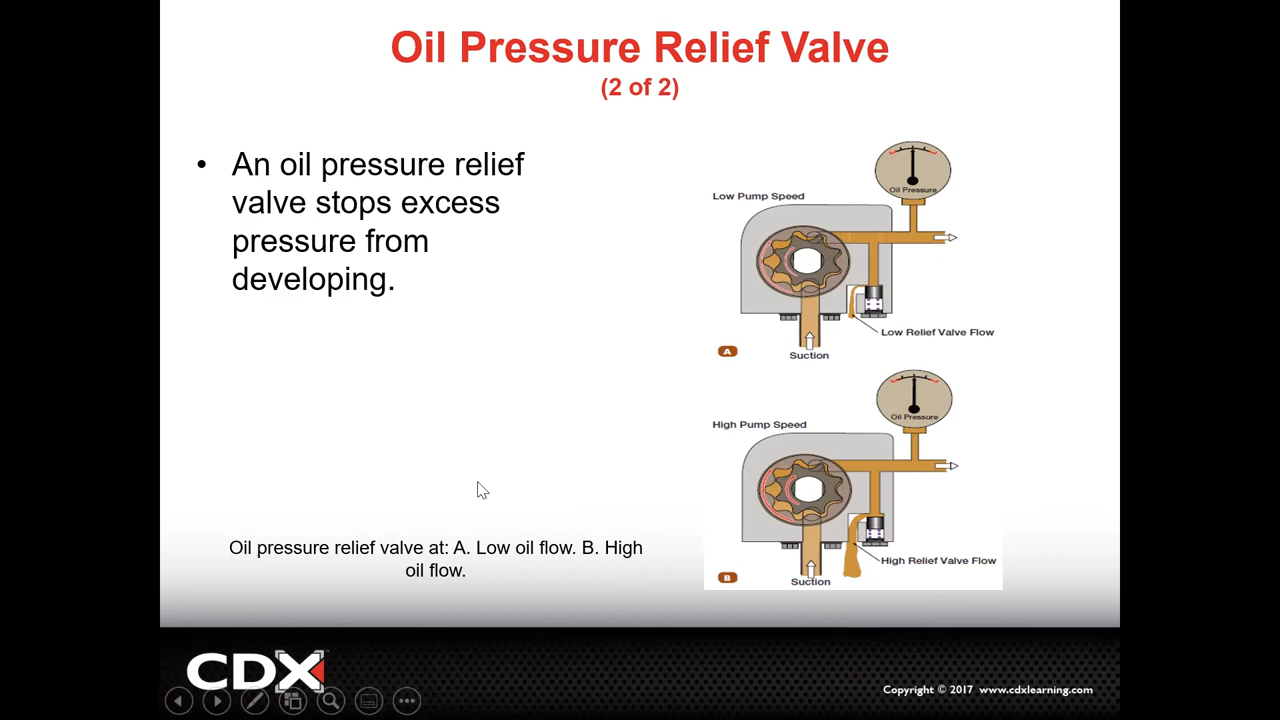 Oil Pressure Relief Valve
(2 of 2)
• An oil pressure relief
valve stops excess
pressure from
developing.
Oil pressure relief valve at: A. Low oil flow. B. High
oil flow.
Oil Pressure
Low Pump Speed
Low Relief Valve Flow
A
Suction
Oil Pressure
High Pump Speed
High Relief Valve Flow
B
Suction
CDX
Copyright © 2017 www.cdxlearning.com